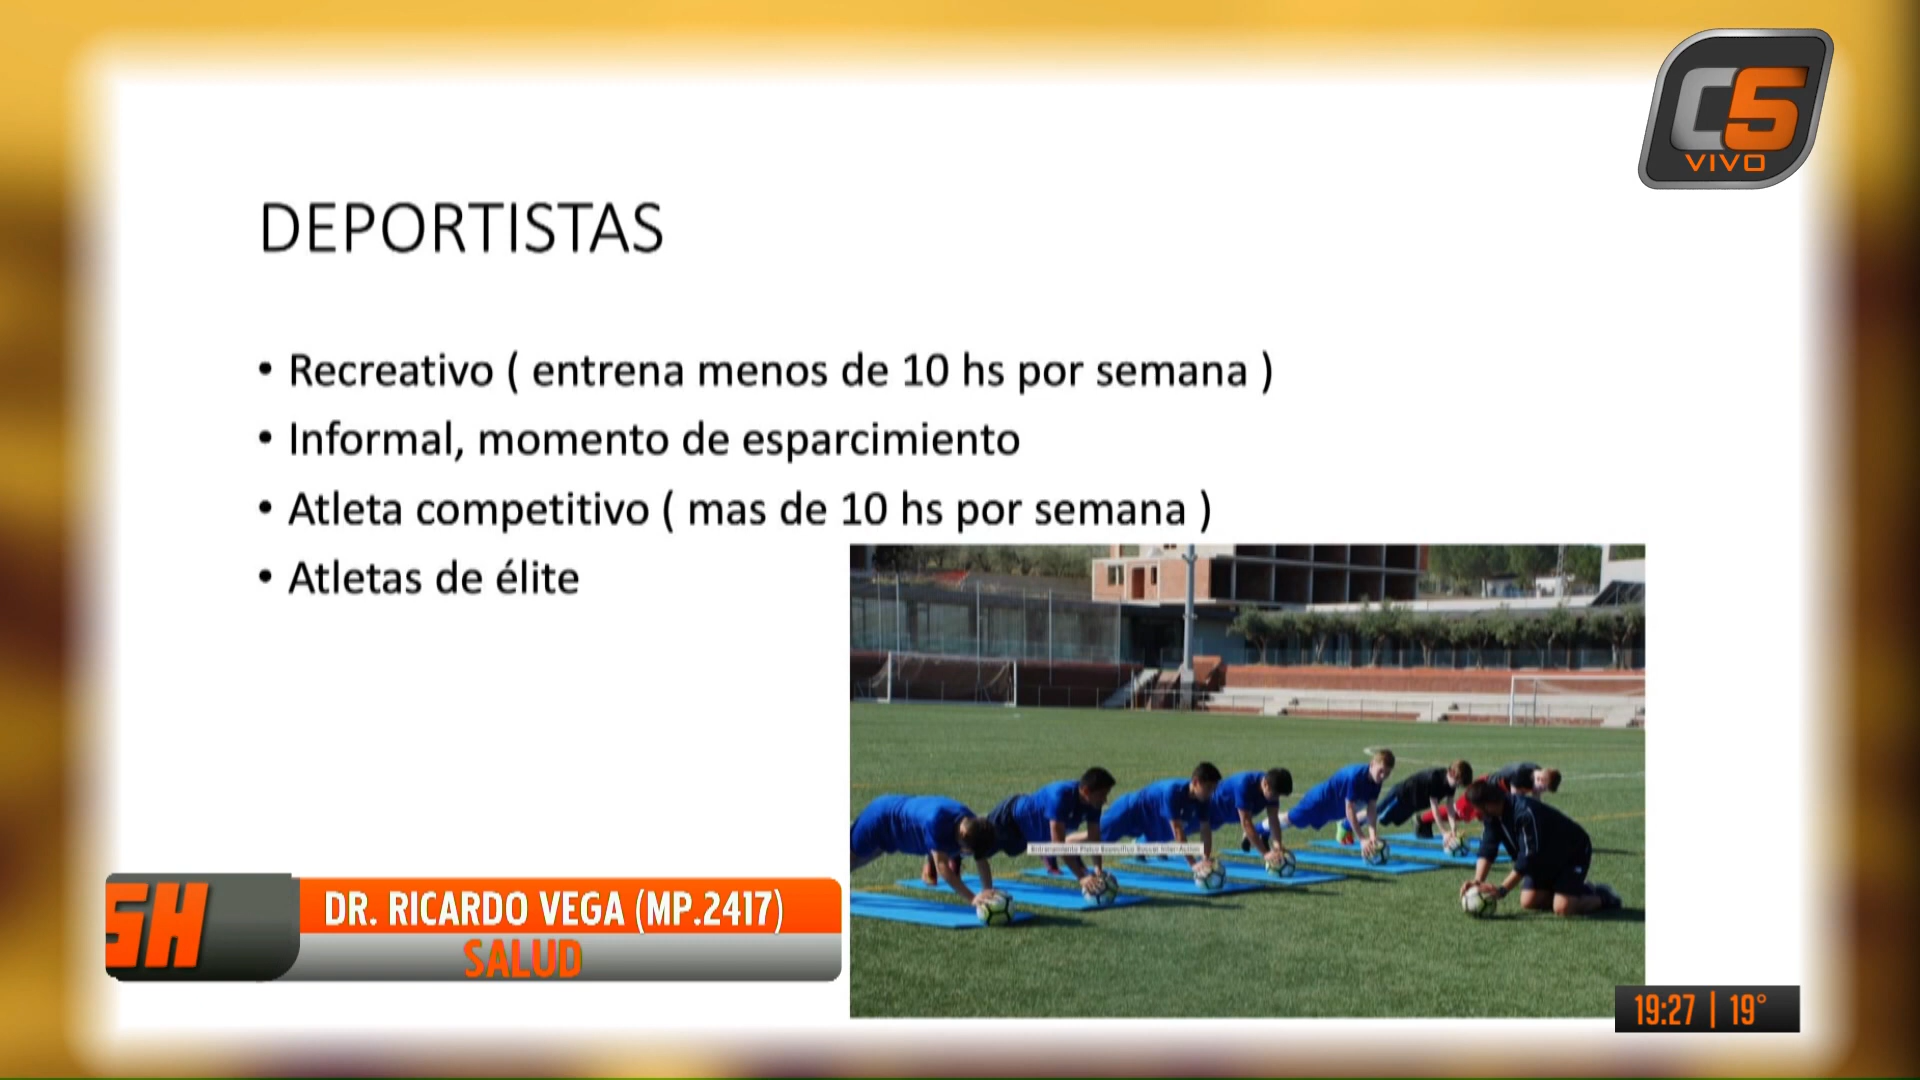 C5
VIVO
DEPORTISTAS
• Recreativo ( entrena menos de 10 hs por semana )
• Informal, momento de esparcimiento
• Atleta competitivo ( mas de 10 hs por semana )
• Atletas de élite
SH
DR. RICARDO VEGA (MP.2417)
SALUD
19:27 | 19°